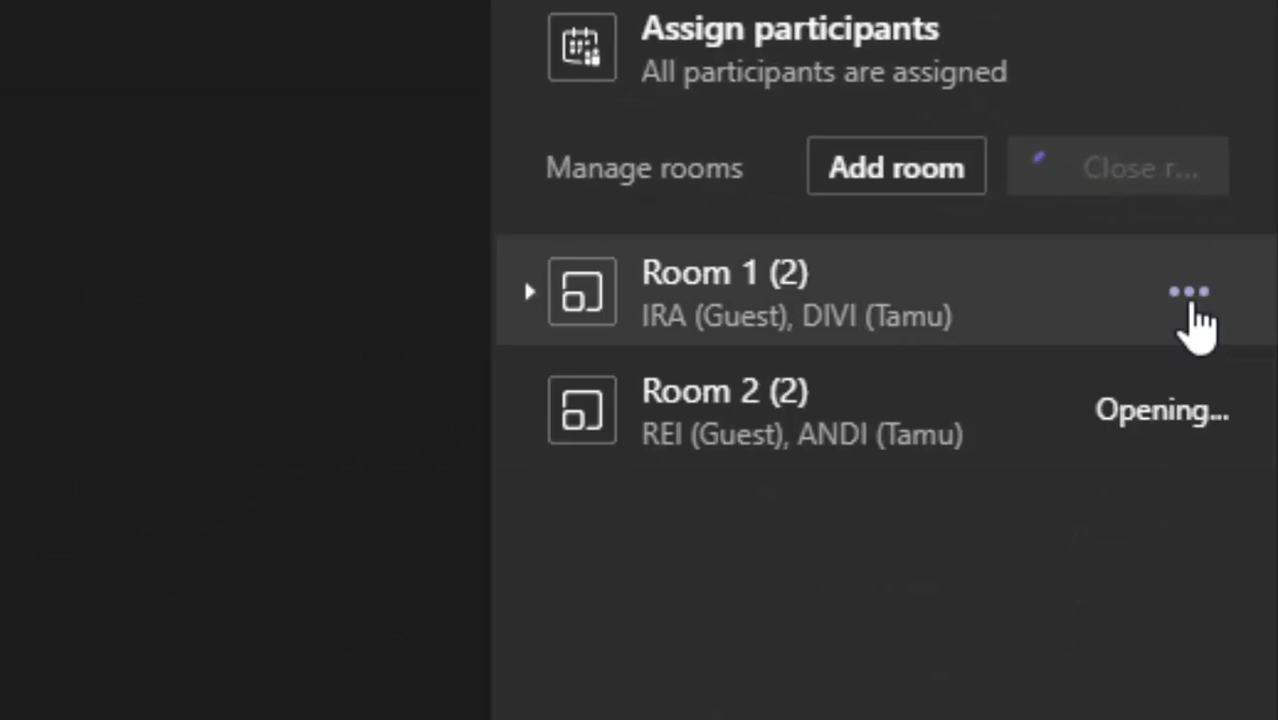 Assign participants
All participants are assigned
Manage rooms
Add room
Close r...
Room 1 (2)
IRA (Guest), DIVI (Tamu)
Room 2 (2)
REI (Guest), ANDI (Tamu)
Opening...